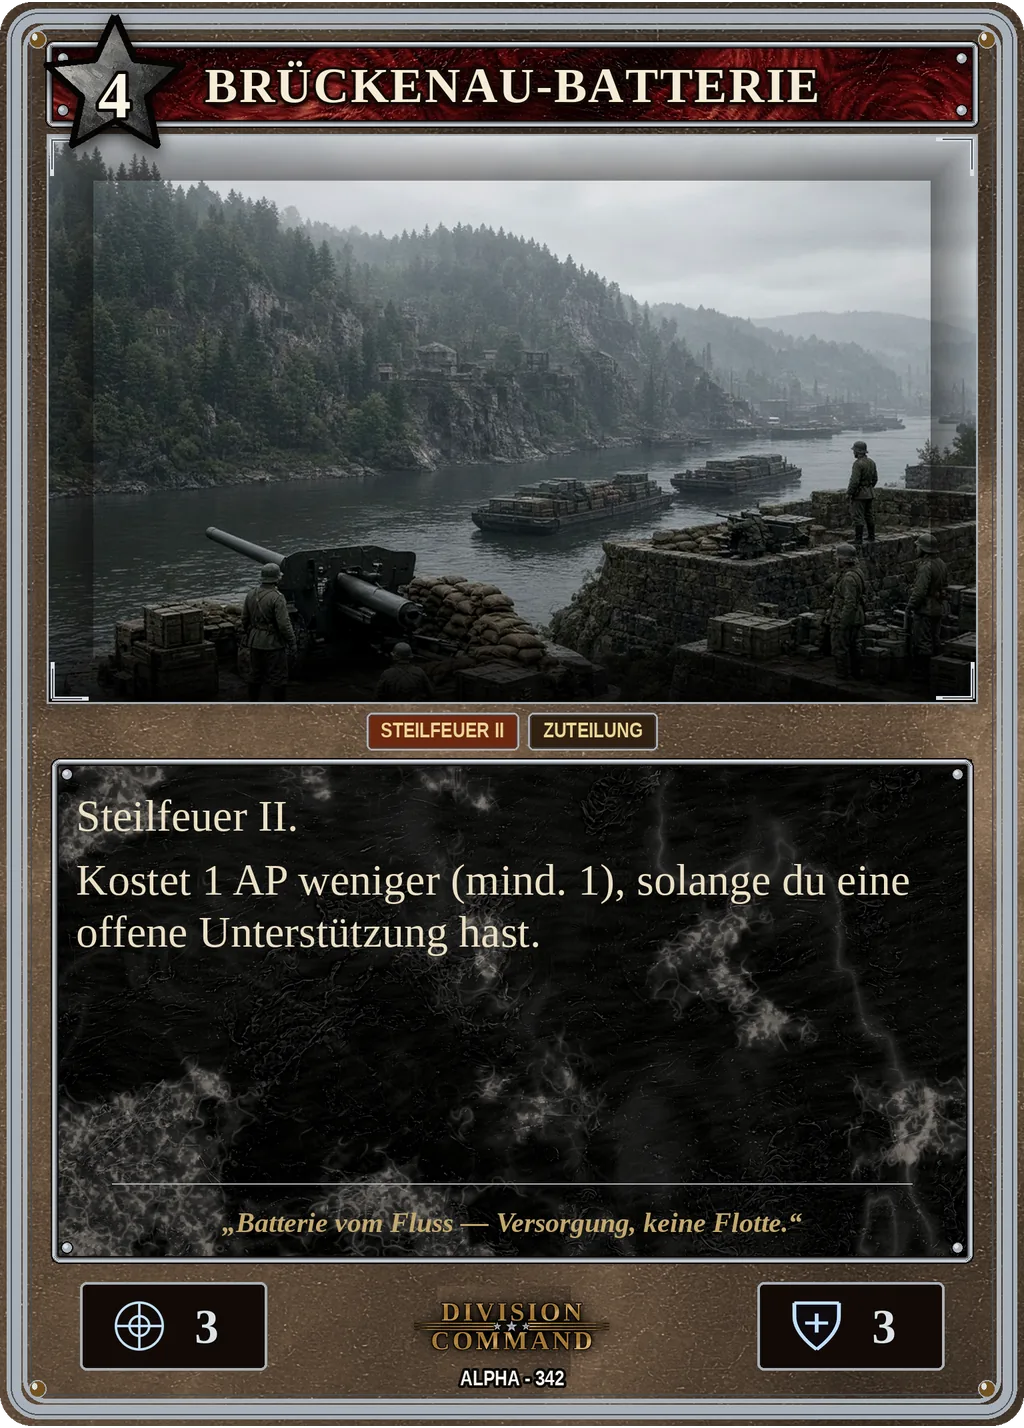 4
BRÜCKENAU-BATTERIE
STEILFEUER II
ZUTEILUNG
Steilfeuer II.
Kostet 1 AP weniger (mind. 1), solange du eine
offene Unterstützung hast.
„Batterie vom Fluss — Versorgung, keine Flotte.“
3
DIVISION
COMMAND
3
ALPHA - 342